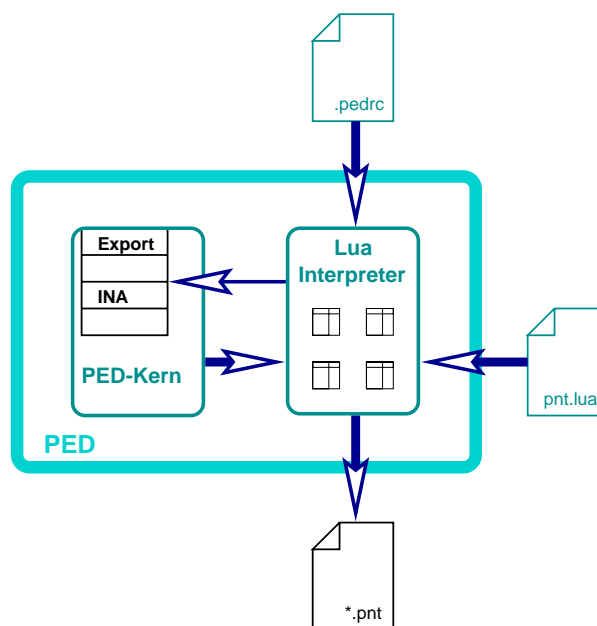 .pedrc
Export
INA
PED-Kern
Lua
Interpreter
pnt.lua
PED
*.pnt